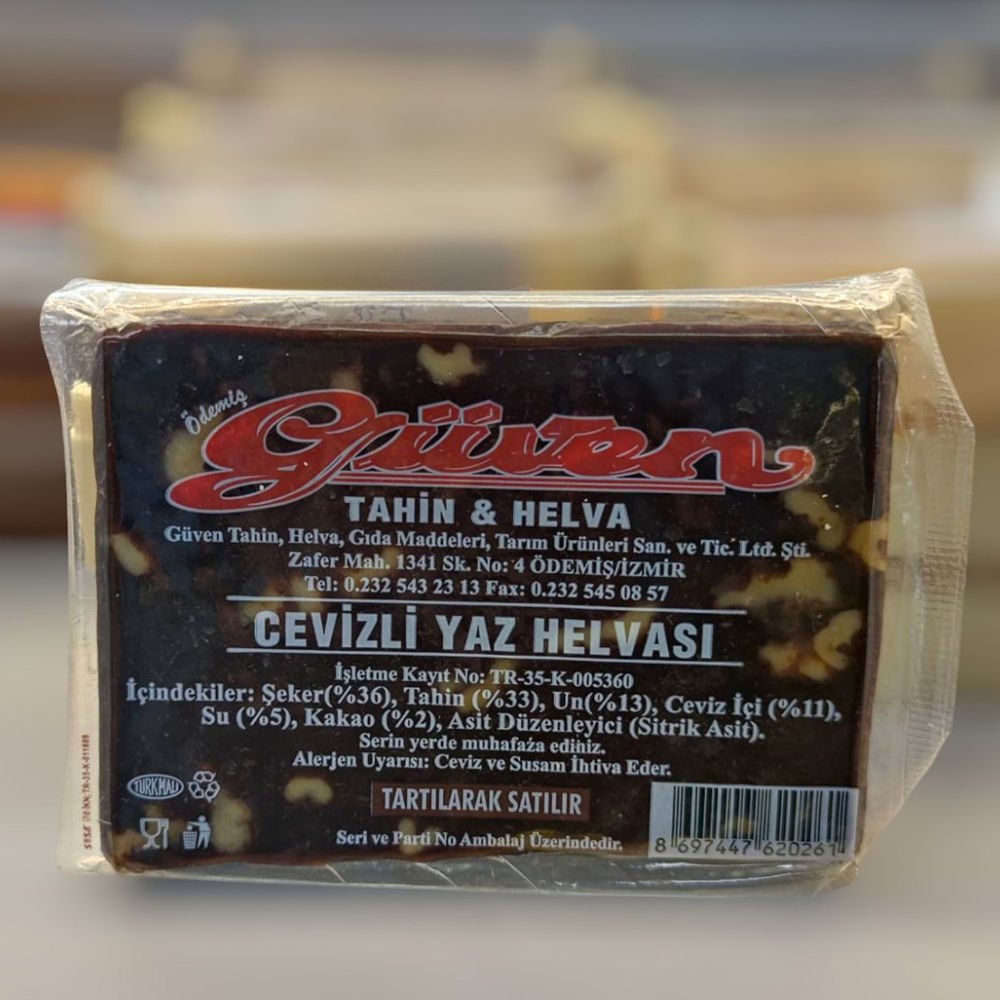 Ödemiş
Güven
TAHİN & HELVA
Güven Tahin, Helva, Gıda Maddeleri, Tarım Ürünleri San. ve Tic. Ltd. Şti.
Zafer Mah. 1341 Sk. No: 4 ÖDEMİŞ/İZMİR
Tel: 0.232 543 23 13 Fax: 0.232 545 08 57
CEVİZLİ YAZ HELVASI
İşletme Kayıt No: TR-35-K-005360
İçindekiler: Şeker(%36), Tahin (%33), Un(%13), Ceviz İçi (%11),
Su (%5), Kakao (%2), Asit Düzenleyici (Sitrik Asit).
Serin yerde muhafaza ediniz.
Alerjen Uyarısı: Ceviz ve Susam İhtiva Eder.
TÜRK MALI
TARTILARAK SATILIR
Seri ve Parti No Ambalaj Üzerindedir.
8 697447 620261